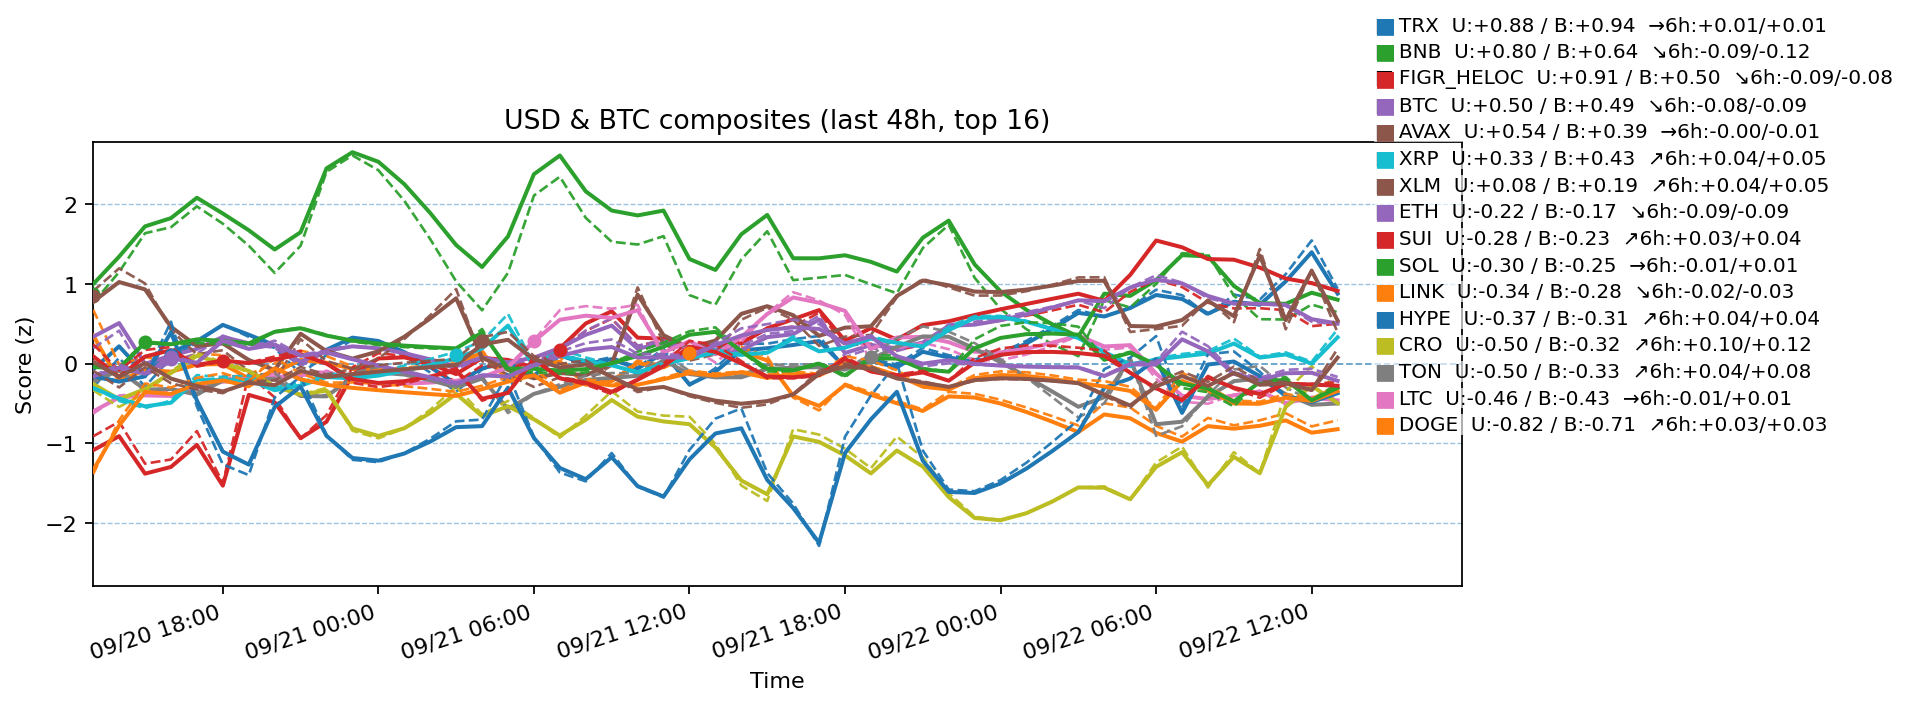 TRX U:+0.88 / B:+0.94 →6h:+0.01/+0.01
BNB U:+0.80 / B:+0.64 ↘6h:-0.09/-0.12
FIGR_HELOC U:+0.91 / B:+0.50 ↘6h:-0.09/-0.08
BTC U:+0.50 / B:+0.49 ↘6h:-0.08/-0.09
AVAX U:+0.54 / B:+0.39 →6h:-0.00/-0.01
XRP U:+0.33 / B:+0.43 ↗6h:+0.04/+0.05
XLM U:+0.08 / B:+0.19 ↗6h:+0.04/+0.05
ETH U:-0.22 / B:-0.17 ↘6h:-0.09/-0.09
SUI U:-0.28 / B:-0.23 ↗6h:+0.03/+0.04
SOL U:-0.30 / B:-0.25 →6h:-0.01/+0.01
LINK U:-0.34 / B:-0.28 ↘6h:-0.02/-0.03
HYPE U:-0.37 / B:-0.31 ↗6h:+0.04/+0.04
CRO U:-0.50 / B:-0.32 ↗6h:+0.10/+0.12
TON U:-0.50 / B:-0.33 ↗6h:+0.04/+0.08
LTC U:-0.46 / B:-0.43 →6h:-0.01/+0.01
DOGE U:-0.82 / B:-0.71 ↗6h:+0.03/+0.03
USD & BTC composites (last 48h, top 16)
Score (z)
2
1
0
−1
−2
09/20 18:00
09/21 00:00
09/21 06:00
09/21 12:00
09/21 18:00
09/22 00:00
09/22 06:00
09/22 12:00
Time